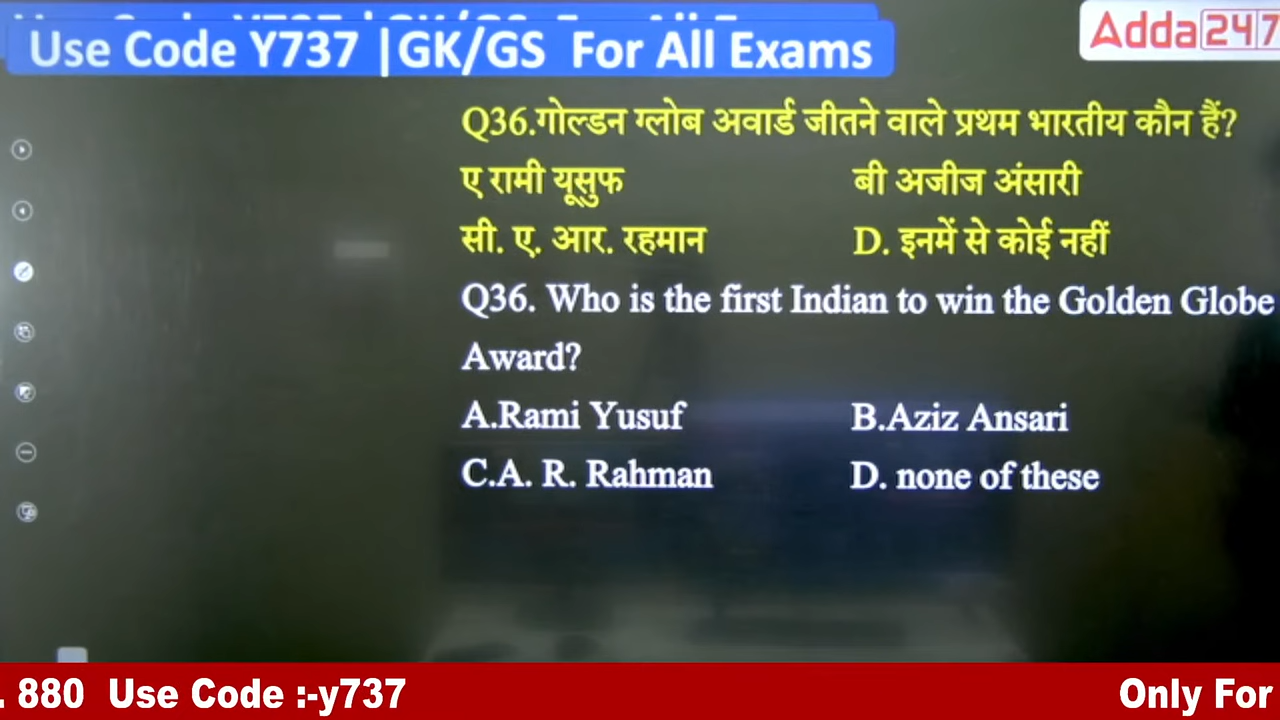 Use Code Y737 |GK/GS For All Exams
Adda247
Q36.गोल्डन ग्लोब अवार्ड जीतने वाले प्रथम भारतीय कौन हैं?
ए रामी यूसुफ बी अजीज अंसारी
सी. ए. आर. रहमान D. इनमें से कोई नहीं
Q36. Who is the first Indian to win the Golden Globe
Award?
A.Rami Yusuf B.Aziz Ansari
C.A. R. Rahman D. none of these
. 880 Use Code :-y737 Only For